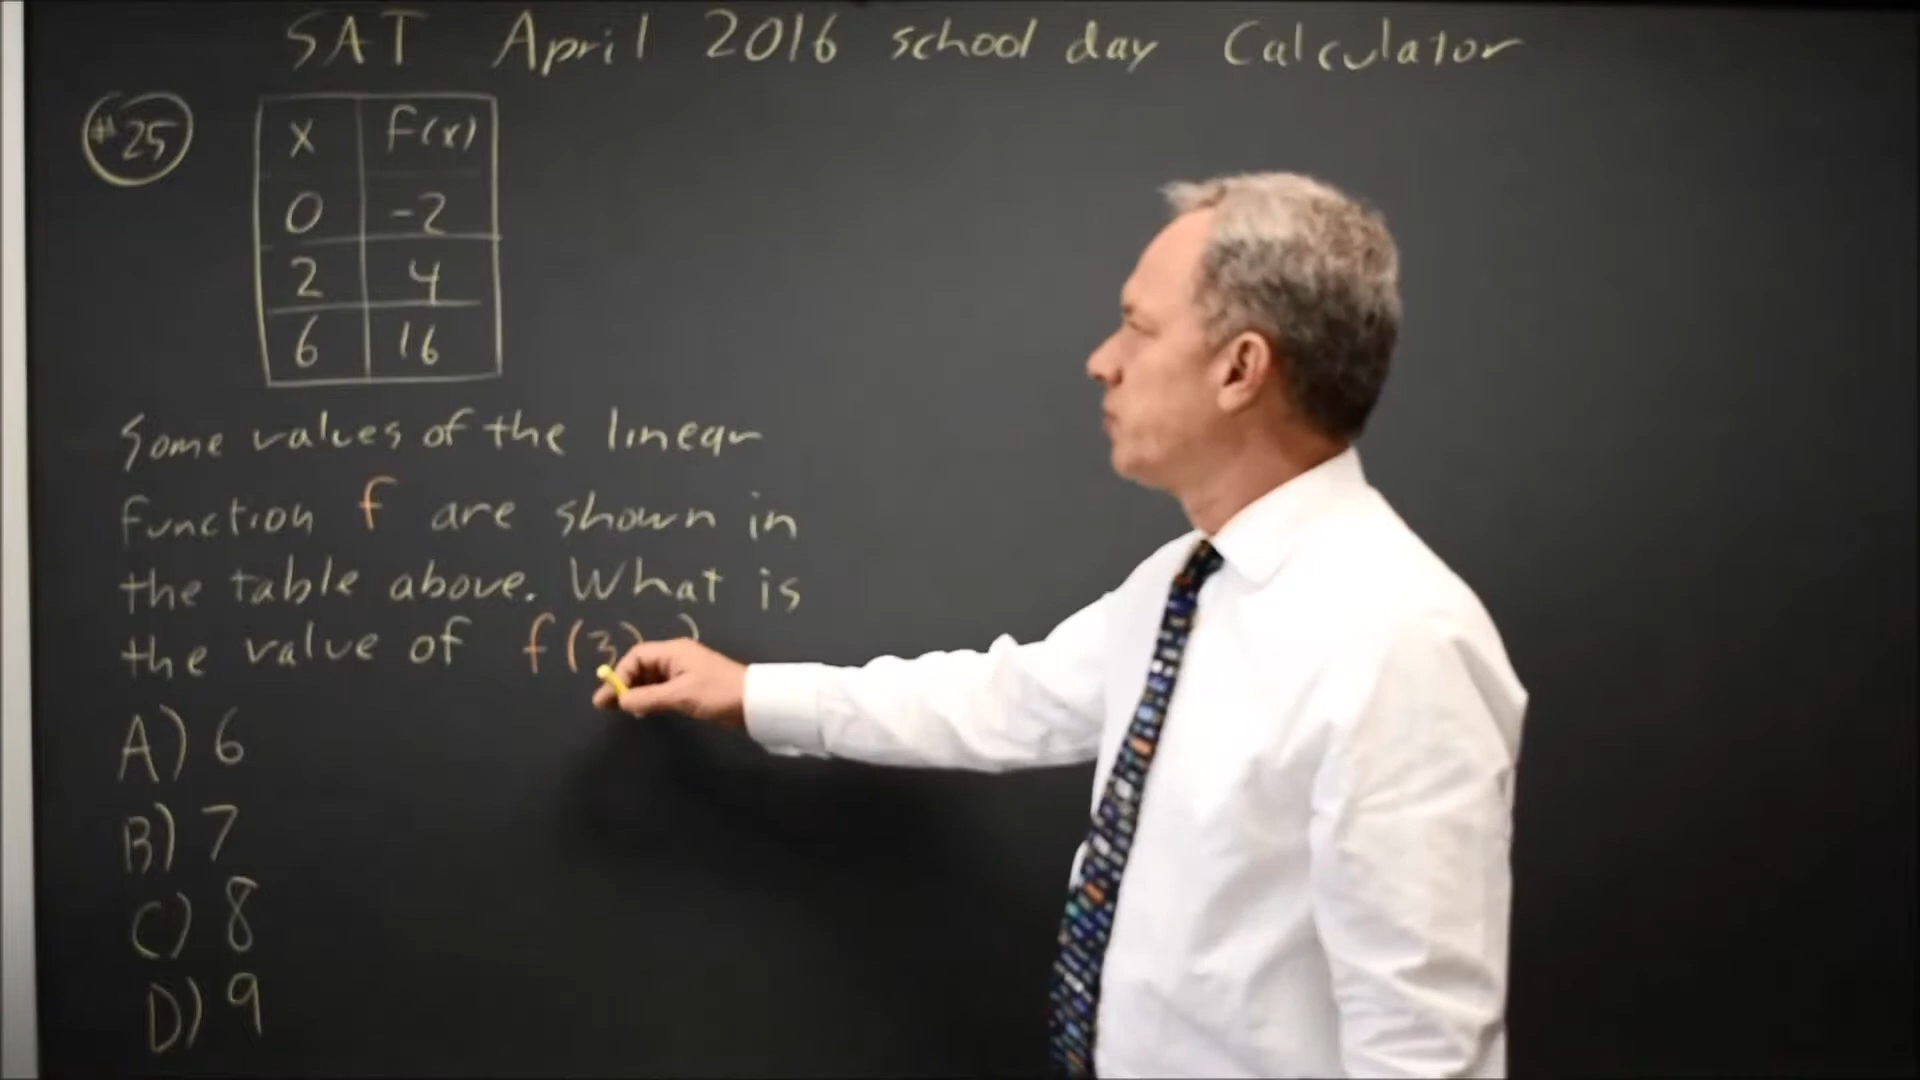 SAT April 2016 school day Calculator
#25
x f(x)
0 -2
2 4
6 16
Some values of the linear
function f are shown in
the table above. What is
the value of f(3)?
A) 6
B) 7
C) 8
D) 9